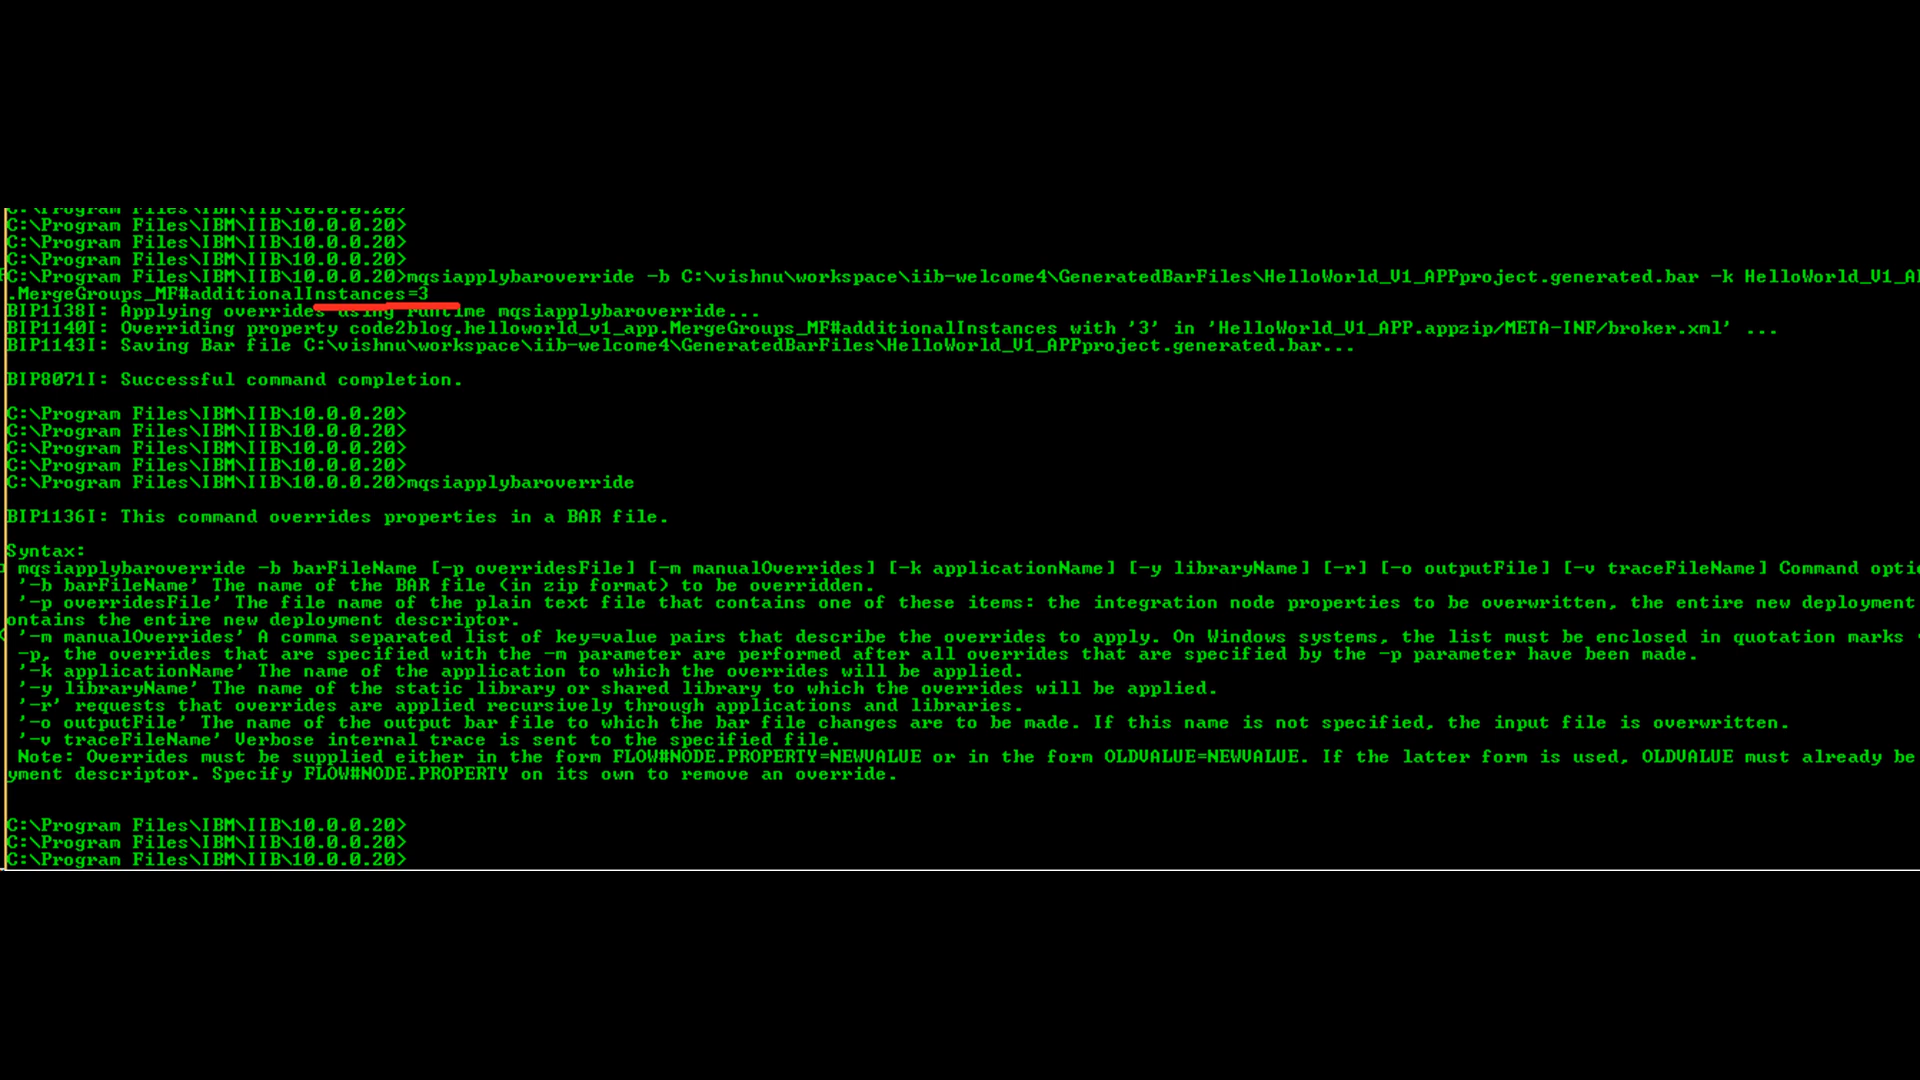 C:\Program Files\IBM\IIB\10.0.0.20>
C:\Program Files\IBM\IIB\10.0.0.20>
C:\Program Files\IBM\IIB\10.0.0.20>
C:\Program Files\IBM\IIB\10.0.0.20>
C:\Program Files\IBM\IIB\10.0.0.20>mqsiapplybaroverride -b C:\vishnu\workspace\iib-welcome4\GeneratedBarFiles\HelloWorld_V1_APPproject.generated.bar -k HelloWorld_V1_A
.MergeGroups_MF#additionalInstances=3
BIP1138I: Applying overrides using runtime mqsiapplybaroverride...
BIP1140I: Overriding property code2blog.helloworld_v1_app.MergeGroups_MF#additionalInstances with '3' in 'HelloWorld_V1_APP.appzip/META-INF/broker.xml' ...
BIP1143I: Saving Bar file C:\vishnu\workspace\iib-welcome4\GeneratedBarFiles\HelloWorld_V1_APPproject.generated.bar...
BIP8071I: Successful command completion.
C:\Program Files\IBM\IIB\10.0.0.20>
C:\Program Files\IBM\IIB\10.0.0.20>
C:\Program Files\IBM\IIB\10.0.0.20>
C:\Program Files\IBM\IIB\10.0.0.20>
C:\Program Files\IBM\IIB\10.0.0.20>mqsiapplybaroverride
BIP1136I: This command overrides properties in a BAR file.
Syntax:
mqsiapplybaroverride -b barFileName [-p overridesFile] [-m manualOverrides] [-k applicationName] [-y libraryName] [-r] [-o outputFile] [-v traceFileName] Command optio
'-b barFileName' The name of the BAR file (in zip format) to be overridden.
'-p overridesFile' The file name of the plain text file that contains one of these items: the integration node properties to be overwritten, the entire new deployment
ontains the entire new deployment descriptor.
'-m manualOverrides' A comma separated list of key=value pairs that describe the overrides to apply. On Windows systems, the list must be enclosed in quotation marks
-p, the overrides that are specified with the -m parameter are performed after all overrides that are specified by the -p parameter have been made.
'-k applicationName' The name of the application to which the overrides will be applied.
'-y libraryName' The name of the static library or shared library to which the overrides will be applied.
'-r' requests that overrides are applied recursively through applications and libraries.
'-o outputFile' The name of the output bar file to which the bar file changes are to be made. If this name is not specified, the input file is overwritten.
'-v traceFileName' Verbose internal trace is sent to the specified file.
Note: Overrides must be supplied either in the form FLOW#NODE.PROPERTY=NEWVALUE or in the form OLDVALUE=NEWVALUE. If the latter form is used, OLDVALUE must already be
yment descriptor. Specify FLOW#NODE.PROPERTY on its own to remove an override.
C:\Program Files\IBM\IIB\10.0.0.20>
C:\Program Files\IBM\IIB\10.0.0.20>
C:\Program Files\IBM\IIB\10.0.0.20>